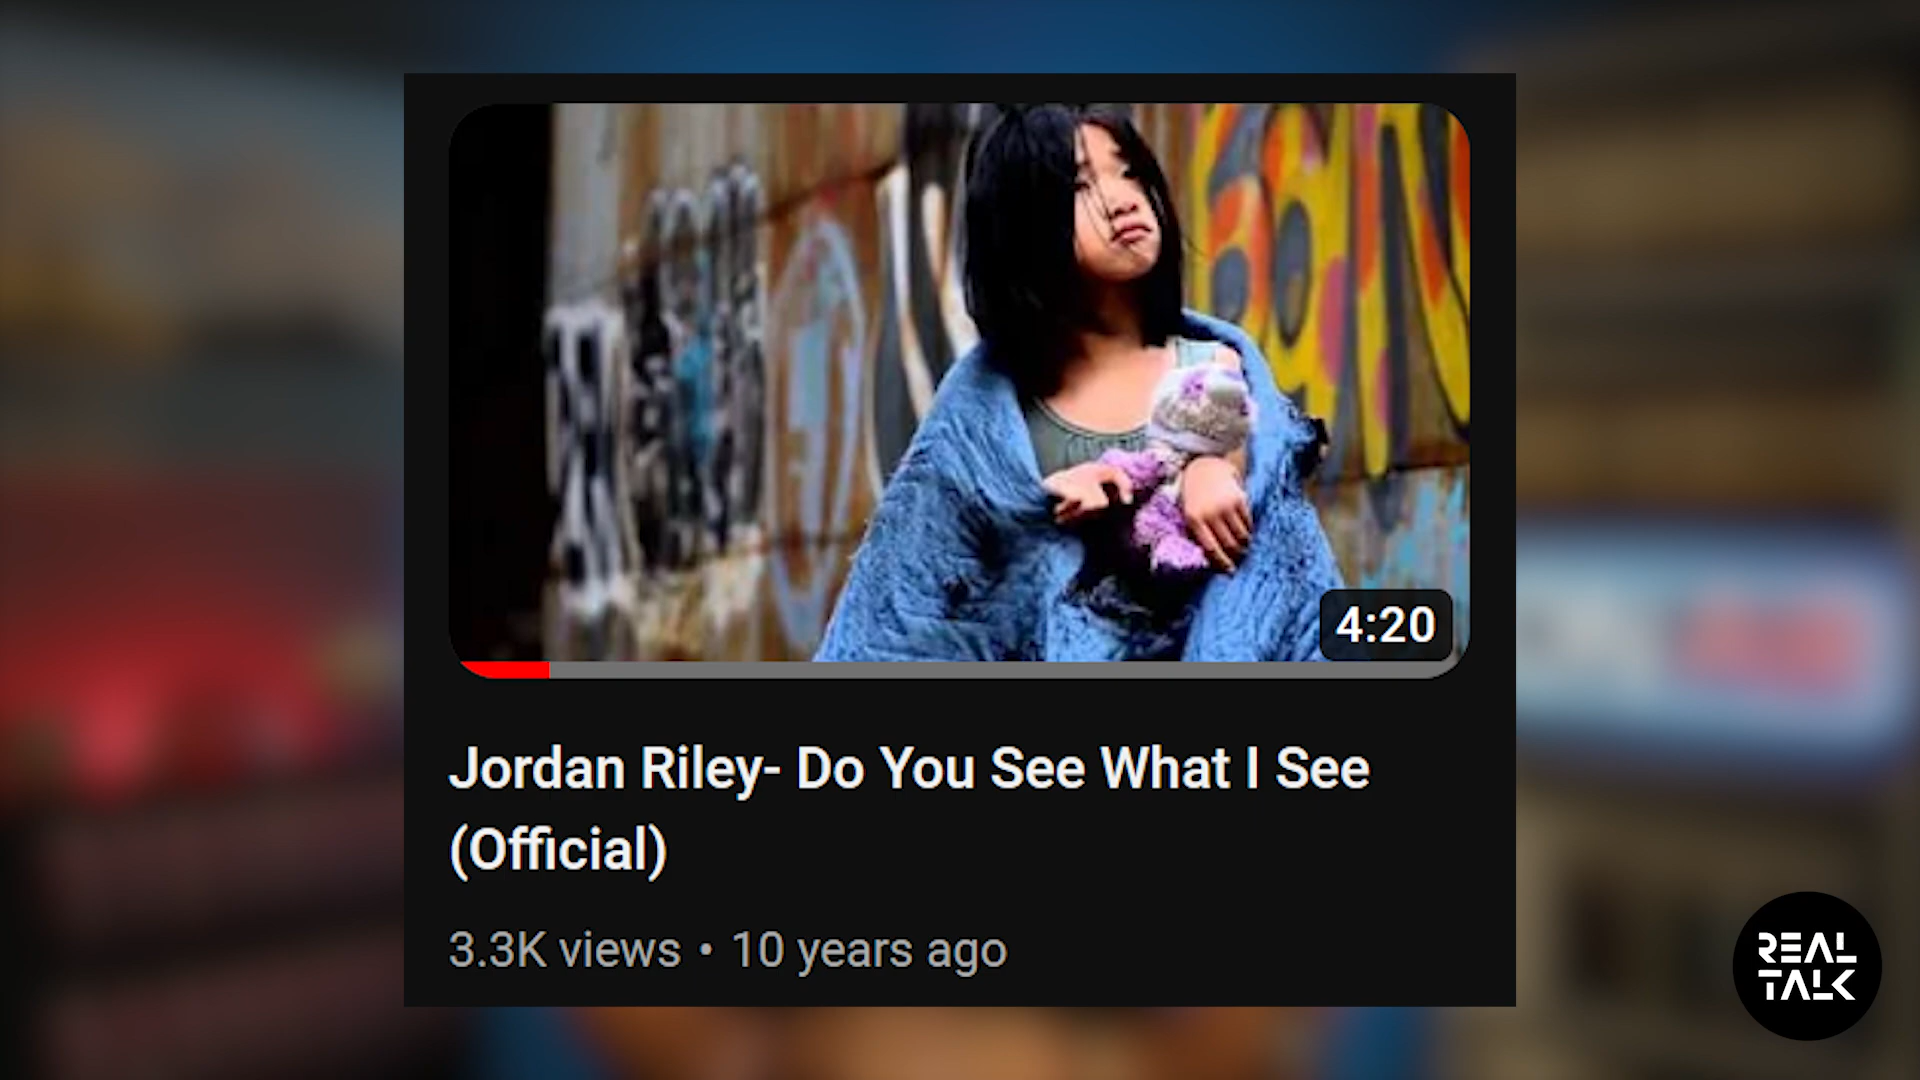 4:20
Jordan Riley- Do You See What I See
(Official)
3.3K views • 10 years ago
REAL
TALK